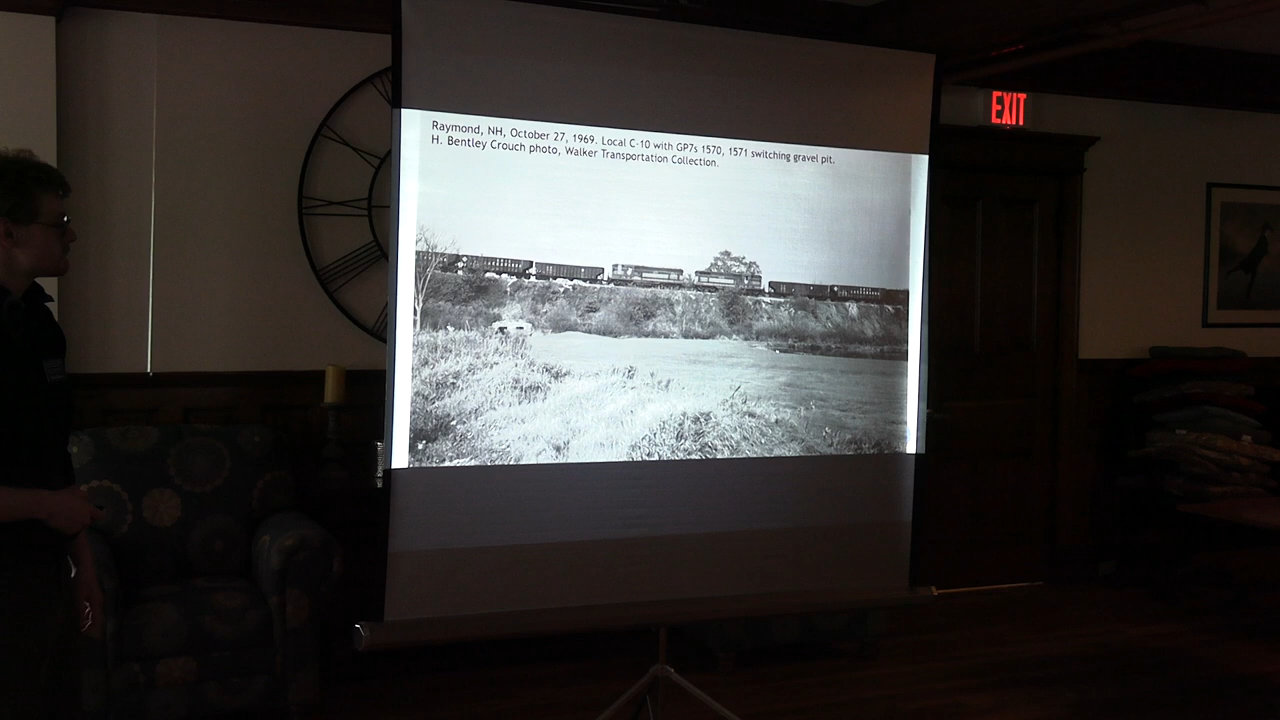 Raymond, NH, October 27, 1969. Local C-10 with GP7s 1570, 1571 switching gravel pit.
H. Bentley Crouch photo, Walker Transportation Collection.
EXIT